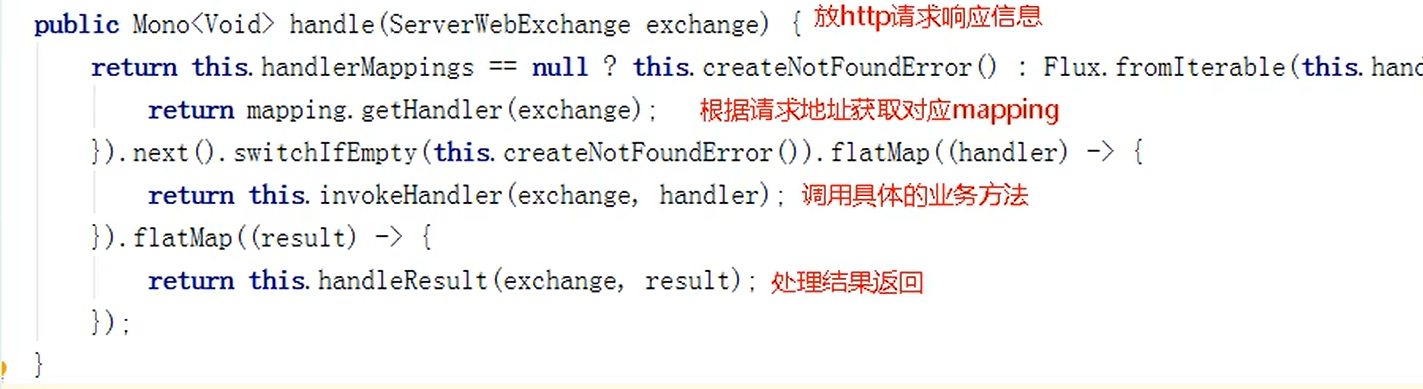 public Mono<Void> handle(ServerWebExchange exchange) { 放http请求响应信息
return this.handlerMappings == null ? this.createNotFoundError() : Flux.fromIterable(this.hand
return mapping.getHandler(exchange); 根据请求地址获取对应mapping
}).next().switchIfEmpty(this.createNotFoundError()).flatMap((handler) -> {
return this.invokeHandler(exchange, handler); 调用具体的业务方法
}).flatMap((result) -> {
return this.handleResult(exchange, result); 处理结果返回
});
}